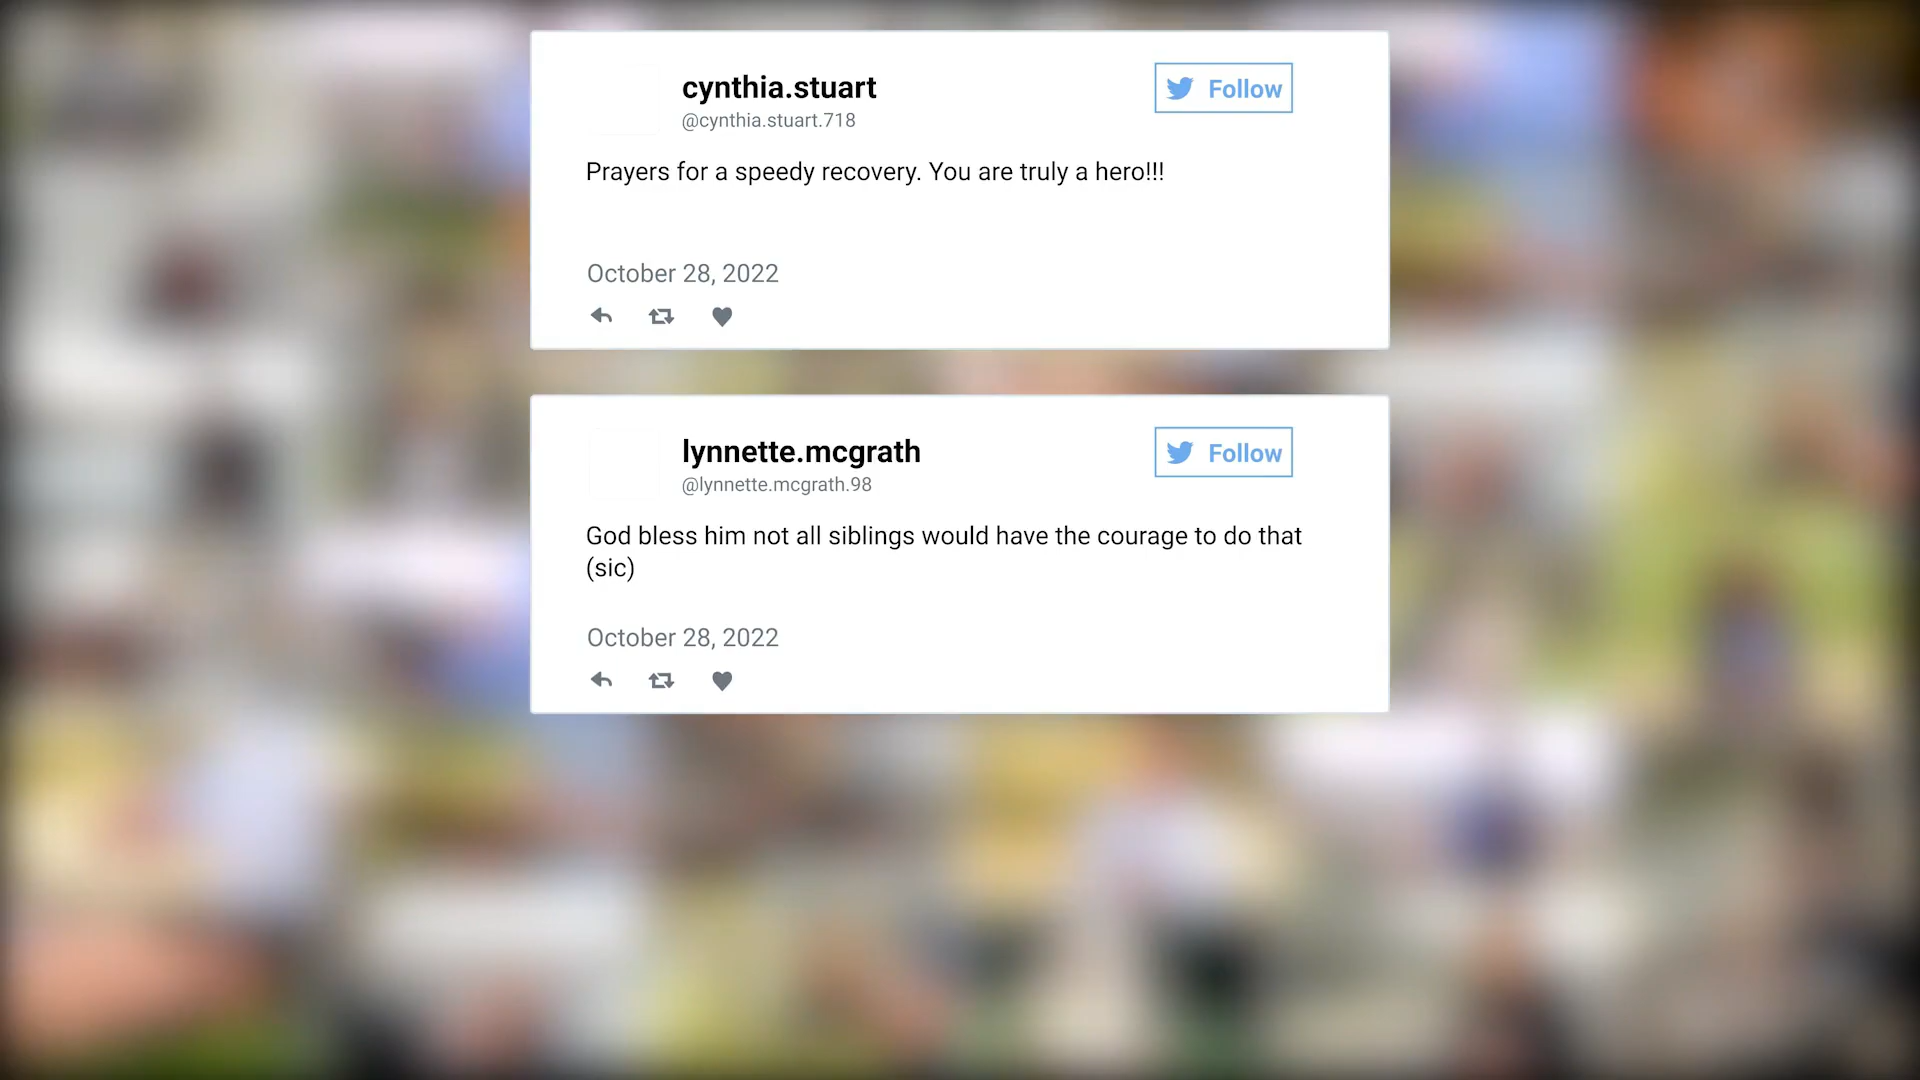 cynthia.stuart
Follow
@cynthia.stuart.718
Prayers for a speedy recovery. You are truly a hero!!!
October 28, 2022
lynnette.mcgrath
Follow
@lynnette.mcgrath.98
God bless him not all siblings would have the courage to do that
(sic)
October 28, 2022